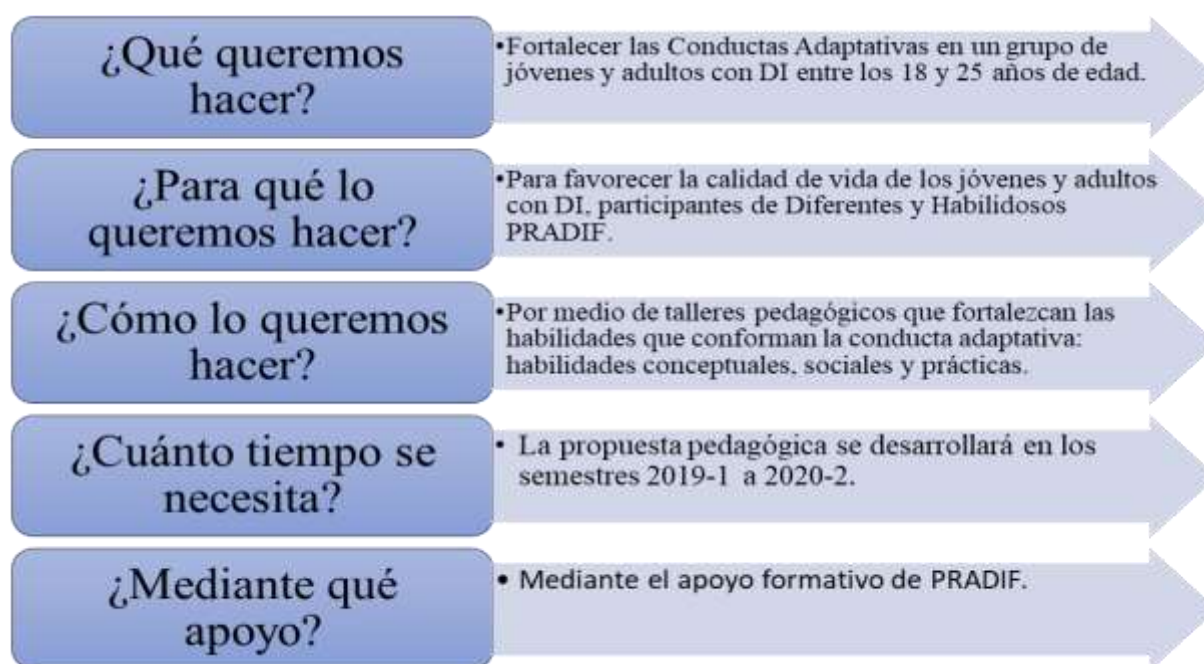 ¿Qué queremos
hacer?
•Fortalecer las Conductas Adaptativas en un grupo de
jóvenes y adultos con DI entre los 18 y 25 años de edad.
¿Para qué lo
queremos hacer?
•Para favorecer la calidad de vida de los jóvenes y adultos
con DI, participantes de Diferentes y Habilidosos
PRADIF.
¿Cómo lo queremos
hacer?
•Por medio de talleres pedagógicos que fortalezcan las
habilidades que conforman la conducta adaptativa:
habilidades conceptuales, sociales y prácticas.
¿Cuánto tiempo se
necesita?
• La propuesta pedagógica se desarrollará en los
semestres 2019-1 a 2020-2.
¿Mediante qué
apoyo?
• Mediante el apoyo formativo de PRADIF.